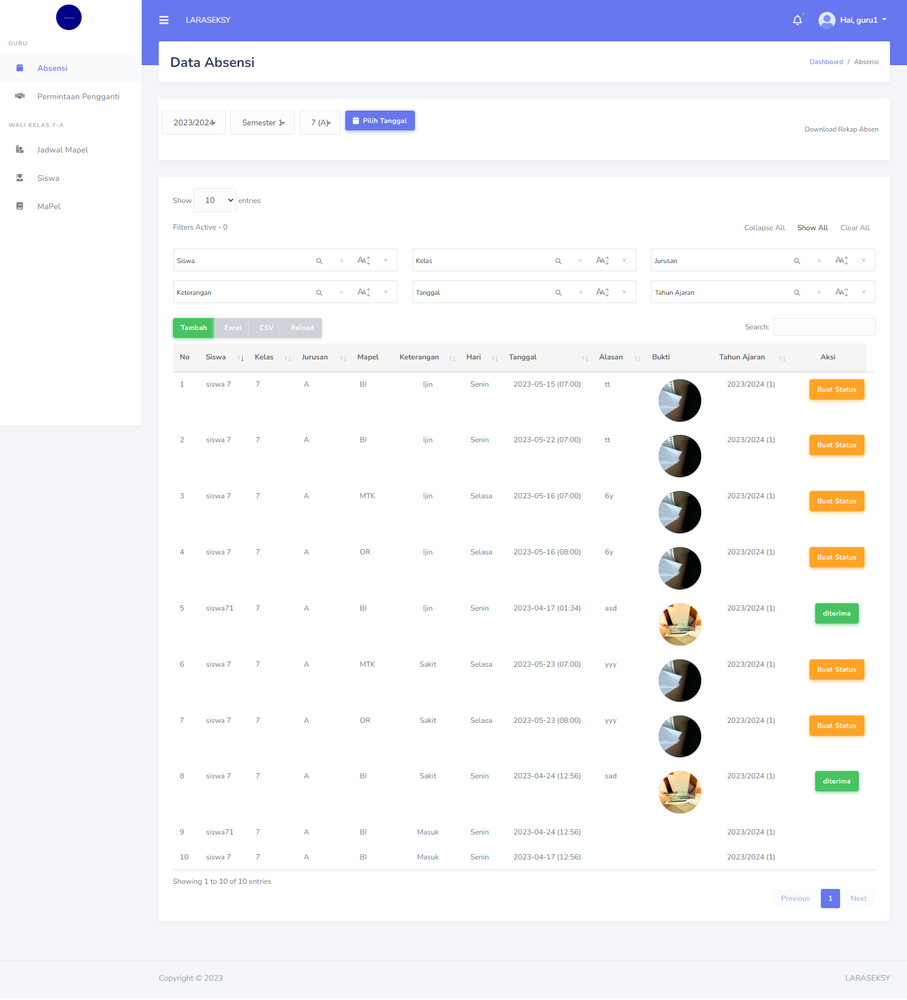 LARASEKSY
Hai, guru1
GURU
Absensi
Permintaan Pengganti
WALI KELAS 7-A
Jadwal Mapel
Siswa
MaPel
Data Absensi
Dashboard / Absensi
2023/2024 Semester 1 7 (A) Pilih Tanggal
Download Rekap Absen
Show 10 entries
Filters Active - 0
Collapse All Show All Clear All
Siswa × Kelas × Jurusan ×
Keterangan × Tanggal × Tahun Ajaran ×
Tambah Excel CSV Reload Search:
No Siswa Kelas Jurusan Mapel Keterangan Hari Tanggal Alasan Bukti Tahun Ajaran Aksi
1 siswa 7 7 A BI Ijin Senin 2023-05-15 (07:00) tt 2023/2024 (1) Buat Status
2 siswa 7 7 A BI Ijin Senin 2023-05-22 (07:00) tt 2023/2024 (1) Buat Status
3 siswa 7 7 A MTK Ijin Selasa 2023-05-16 (07:00) 6y 2023/2024 (1) Buat Status
4 siswa 7 7 A OR Ijin Selasa 2023-05-16 (08:00) 6y 2023/2024 (1) Buat Status
5 siswa71 7 A BI Ijin Senin 2023-04-17 (01:34) asd 2023/2024 (1) diterima
6 siswa 7 7 A MTK Sakit Selasa 2023-05-23 (07:00) yyy 2023/2024 (1) Buat Status
7 siswa 7 7 A OR Sakit Selasa 2023-05-23 (08:00) yyy 2023/2024 (1) Buat Status
8 siswa 7 7 A BI Sakit Senin 2023-04-24 (12:56) sad 2023/2024 (1) diterima
9 siswa71 7 A BI Masuk Senin 2023-04-24 (12:56) 2023/2024 (1)
10 siswa 7 7 A BI Masuk Senin 2023-04-17 (12:56) 2023/2024 (1)
Showing 1 to 10 of 10 entries
Previous 1 Next
Copyright © 2023 LARASEKSY